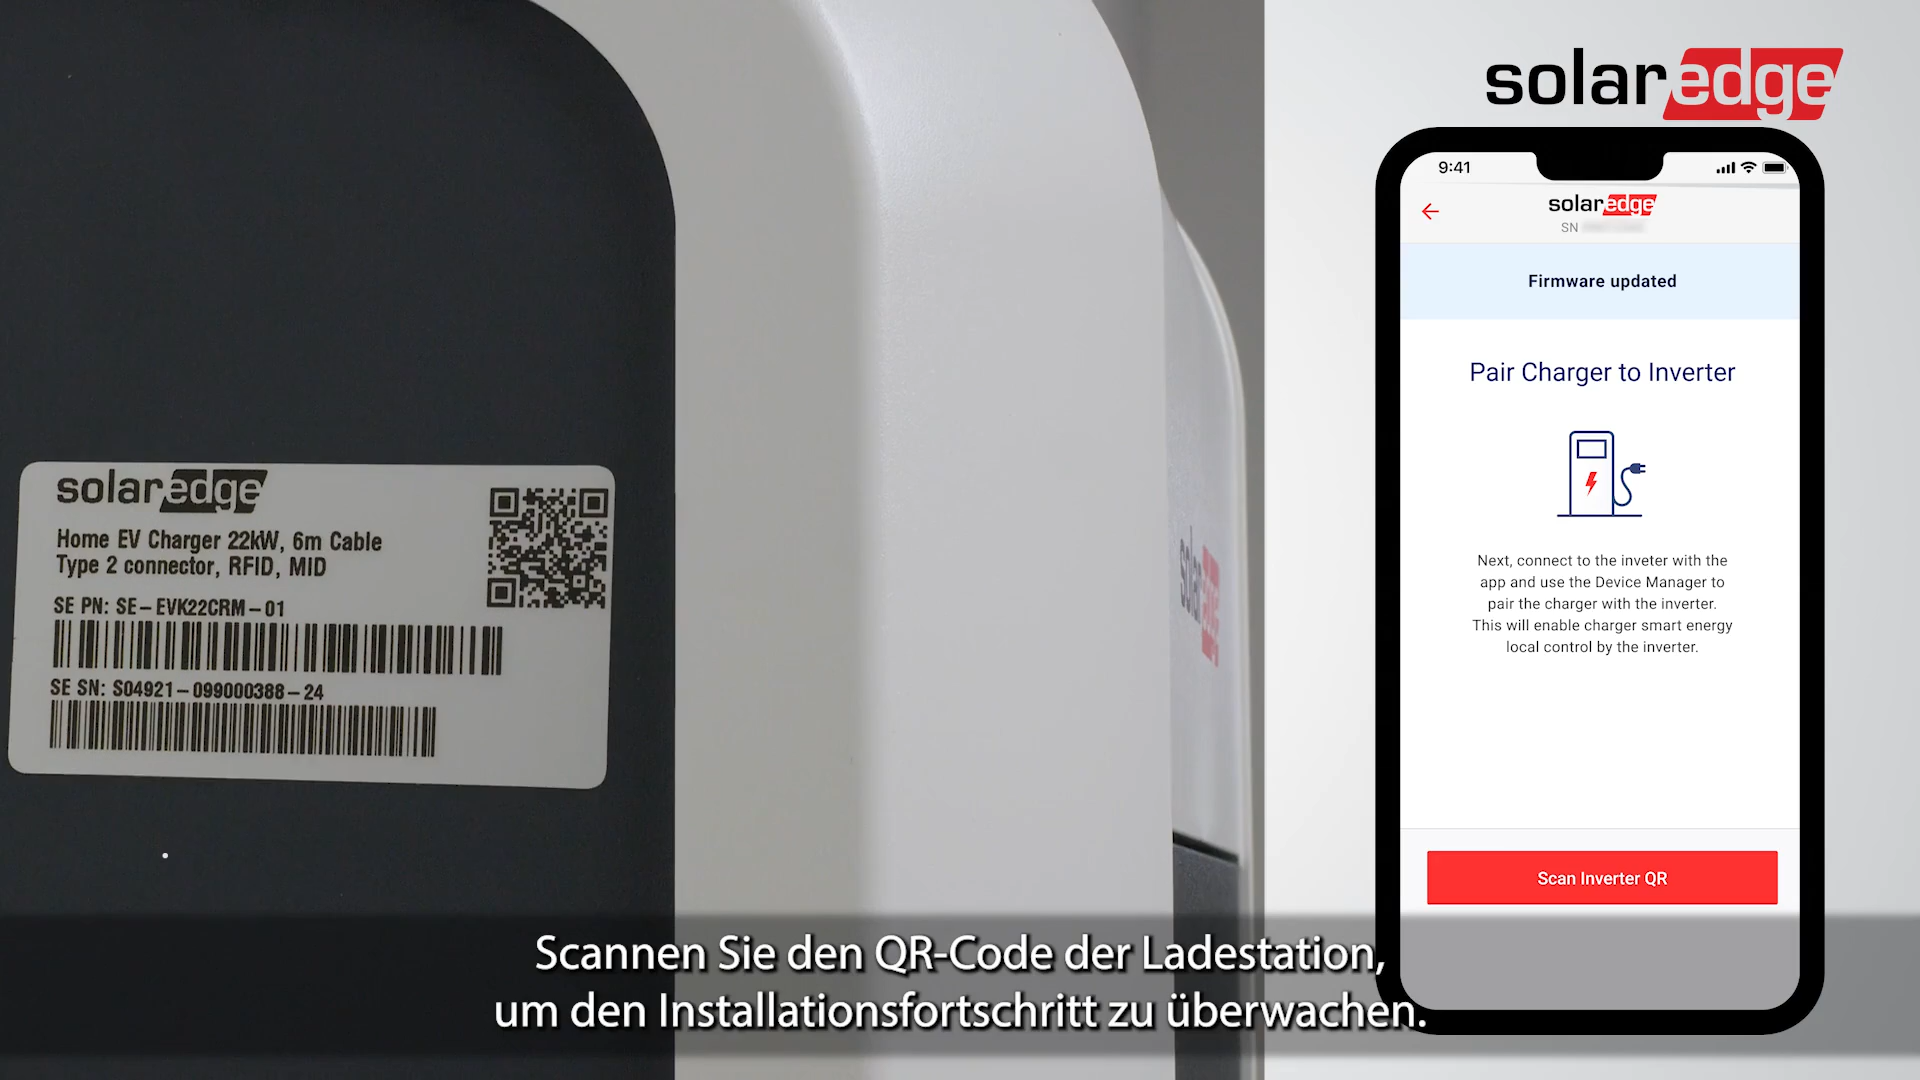 solaredge
Home EV Charger 22kW, 6m Cable
Type 2 connector, RFID, MID
SE PN: SE-EVK22CRM-01
SE SN: S04921-099000388-24
solaredge
solaredge
9:41
solaredge
SN
Firmware updated
Pair Charger to Inverter
Next, connect to the inveter with the
app and use the Device Manager to
pair the charger with the inverter.
This will enable charger smart energy
local control by the inverter.
Scan Inverter QR
Scannen Sie den QR-Code der Ladestation,
um den Installationsfortschritt zu überwachen.